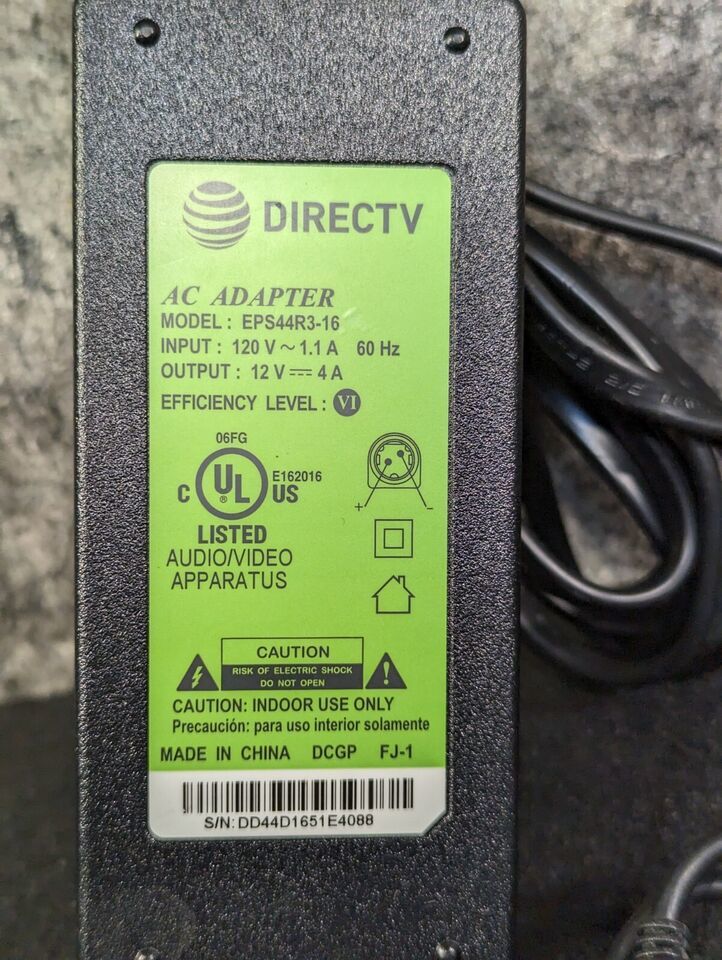 DIRECTV
AC ADAPTER
MODEL : EPS44R3-16
INPUT : 120 V ~ 1.1 A 60 Hz
OUTPUT : 12 V ⎓ 4 A
EFFICIENCY LEVEL : VI
06FG
C UL ® US E162016
LISTED
AUDIO/VIDEO
APPARATUS
+ -
CAUTION
RISK OF ELECTRIC SHOCK
DO NOT OPEN
CAUTION: INDOOR USE ONLY
Precaución: para uso interior solamente
MADE IN CHINA DCGP FJ-1
S/N: DD44D1651E4088